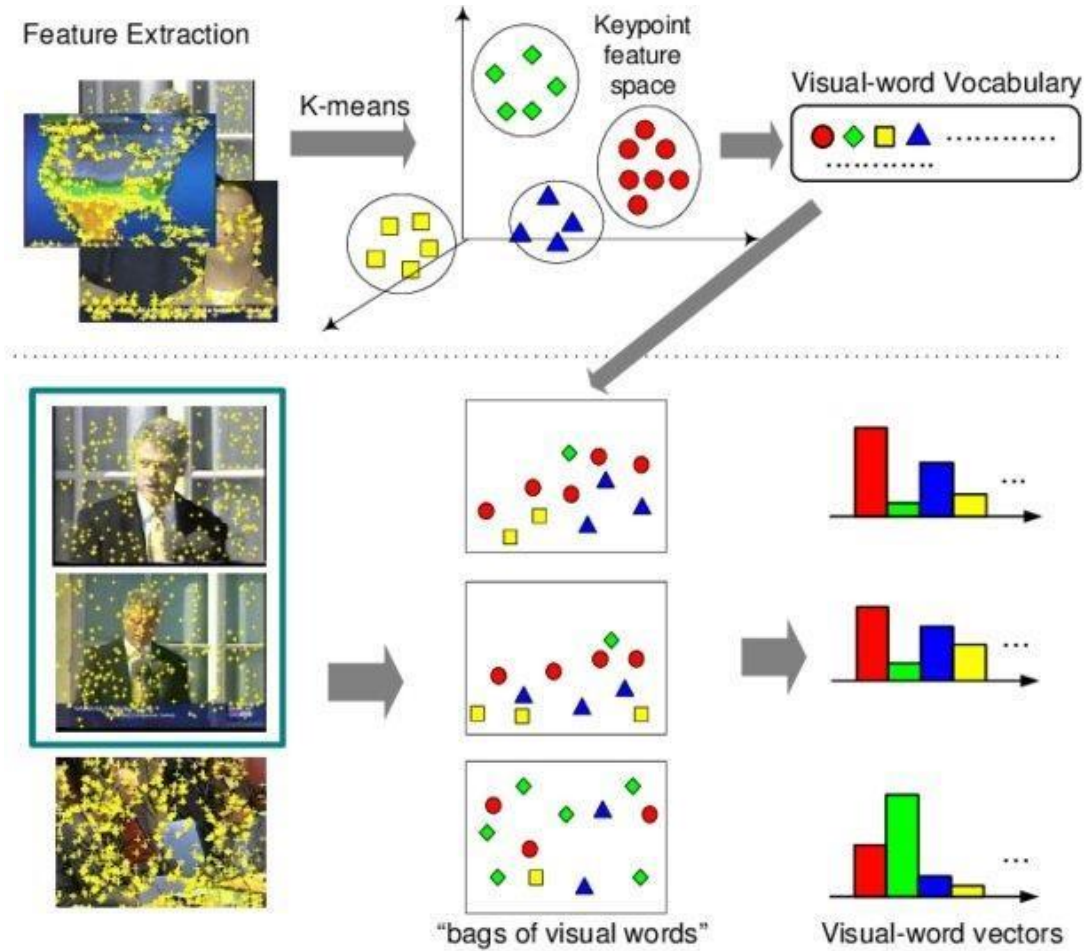 Feature Extraction
K-means
Keypoint
feature
space
Visual-word Vocabulary
............
............
...
...
...
“bags of visual words”
Visual-word vectors